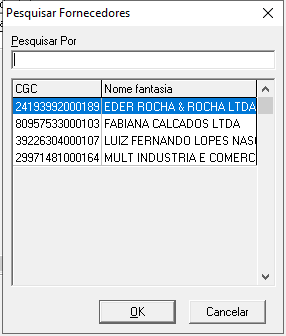 Pesquisar Fornecedores
Pesquisar Por
CGC Nome fantasia
24193992000189 EDER ROCHA & ROCHA LTDA
80957533000103 FABIANA CALCADOS LTDA
39226304000107 LUIZ FERNANDO LOPES NAS
29971481000164 MULT INDUSTRIA E COMERC
OK Cancelar